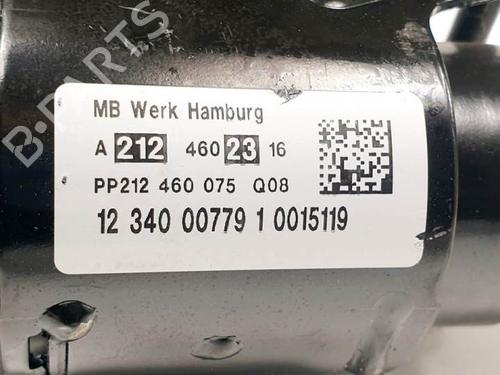 B-PARTS
MB Werk Hamburg
A 212 460 23 16
PP212 460 075 Q08
12 340 00779 1 0015119